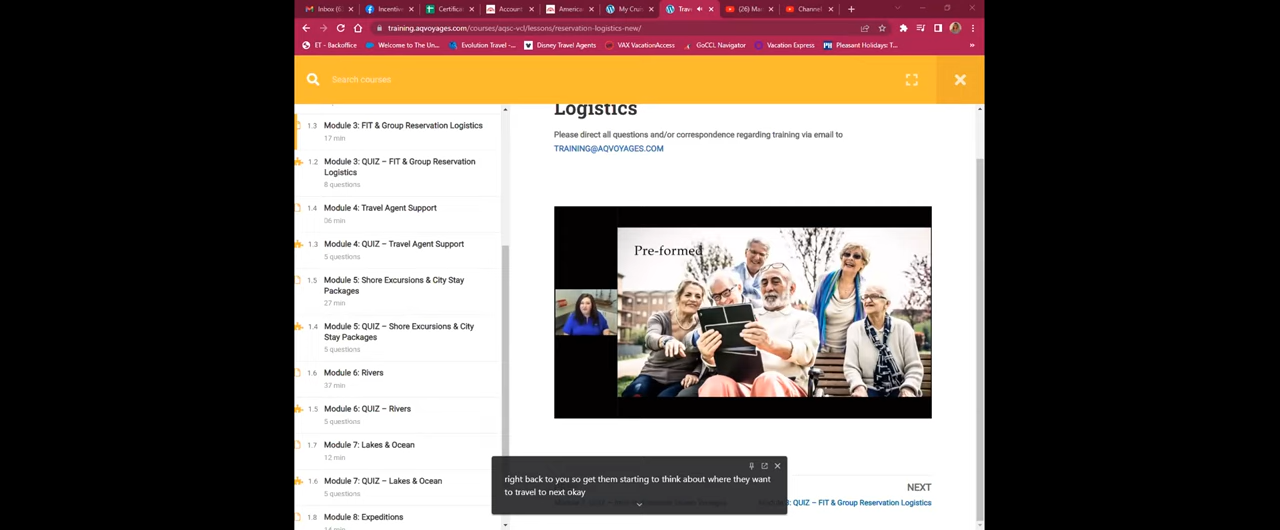 Inbox (6
Incentive
Certifica
Account
America
My Cru
Trav
(26) Ma
Channel
training.aqvoyages.com/courses/aqsc-vcl/lessons/reservation-logistics-new/
ET - Backoffice
Welcome to The Un...
Evolution Travel -...
Disney Travel Agents
VAX VacationAccess
GoCCL Navigator
Vacation Express
Pleasant Holidays: T...
Search courses
1.3 Module 3: FIT & Group Reservation Logistics
17 min
1.2 Module 3: QUIZ – FIT & Group Reservation
Logistics
8 questions
1.4 Module 4: Travel Agent Support
06 min
1.3 Module 4: QUIZ – Travel Agent Support
5 questions
1.5 Module 5: Shore Excursions & City Stay
Packages
27 min
1.4 Module 5: QUIZ – Shore Excursions & City
Stay Packages
5 questions
1.6 Module 6: Rivers
37 min
1.5 Module 6: QUIZ – Rivers
5 questions
1.7 Module 7: Lakes & Ocean
12 min
1.6 Module 7: QUIZ – Lakes & Ocean
5 questions
1.8 Module 8: Expeditions
14 min
Logistics
Please direct all questions and/or correspondence regarding training via email to
TRAINING@AQVOYAGES.COM
Pre-formed
right back to you so get them starting to think about where they want
to travel to next okay
NEXT
QUIZ – FIT & Group Reservation Logistics